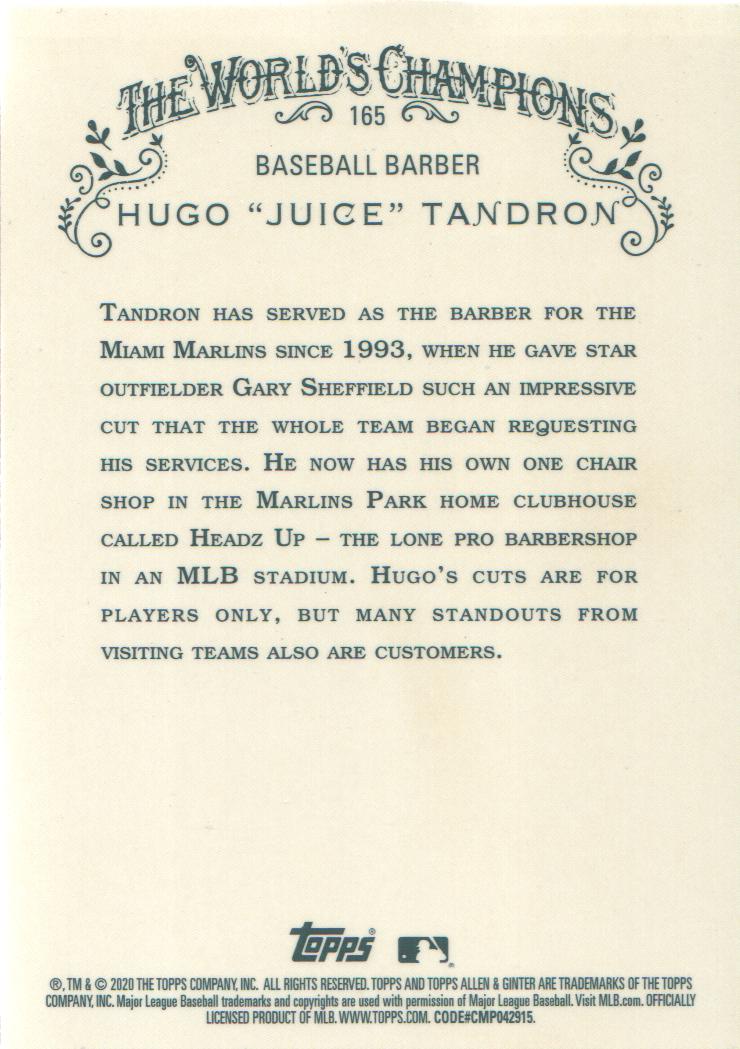 THE WORLD'S CHAMPIONS
165
BASEBALL BARBER
HUGO “JUICE” TANDRON
TANDRON HAS SERVED AS THE BARBER FOR THE
MIAMI MARLINS SINCE 1993, WHEN HE GAVE STAR
OUTFIELDER GARY SHEFFIELD SUCH AN IMPRESSIVE
CUT THAT THE WHOLE TEAM BEGAN REQUESTING
HIS SERVICES. HE NOW HAS HIS OWN ONE CHAIR
SHOP IN THE MARLINS PARK HOME CLUBHOUSE
CALLED HEADZ UP – THE LONE PRO BARBERSHOP
IN AN MLB STADIUM. HUGO'S CUTS ARE FOR
PLAYERS ONLY, BUT MANY STANDOUTS FROM
VISITING TEAMS ALSO ARE CUSTOMERS.
TOPPS®
®, TM & © 2020 THE TOPPS COMPANY, INC. ALL RIGHTS RESERVED. TOPPS AND TOPPS ALLEN & GINTER ARE TRADEMARKS OF THE TOPPS
COMPANY, INC. Major League Baseball trademarks and copyrights are used with permission of Major League Baseball. Visit MLB.com. OFFICIALLY
LICENSED PRODUCT OF MLB. WWW.TOPPS.COM. CODE#CMP042915.